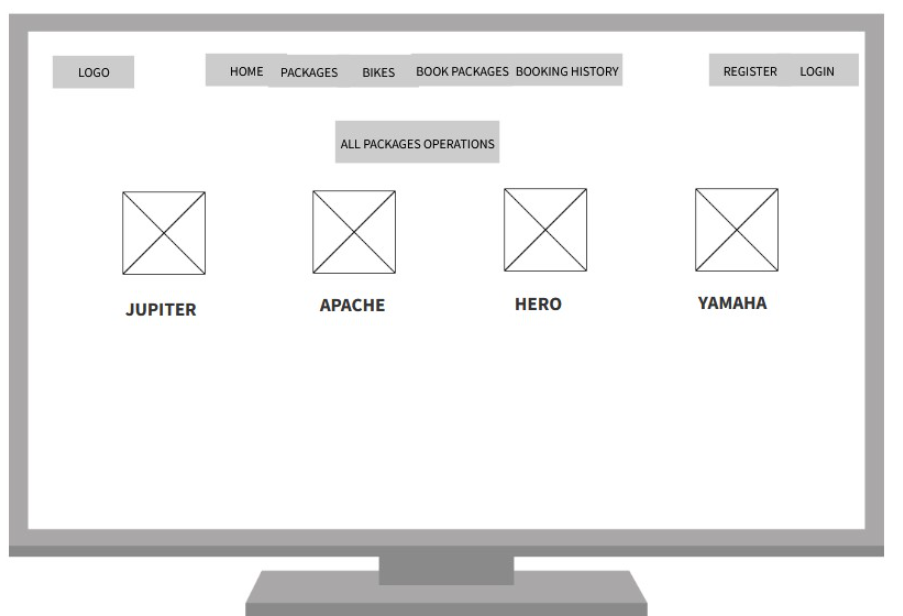 LOGO
HOME PACKAGES BIKES BOOK PACKAGES BOOKING HISTORY
REGISTER LOGIN
ALL PACKAGES OPERATIONS
JUPITER
APACHE
HERO
YAMAHA